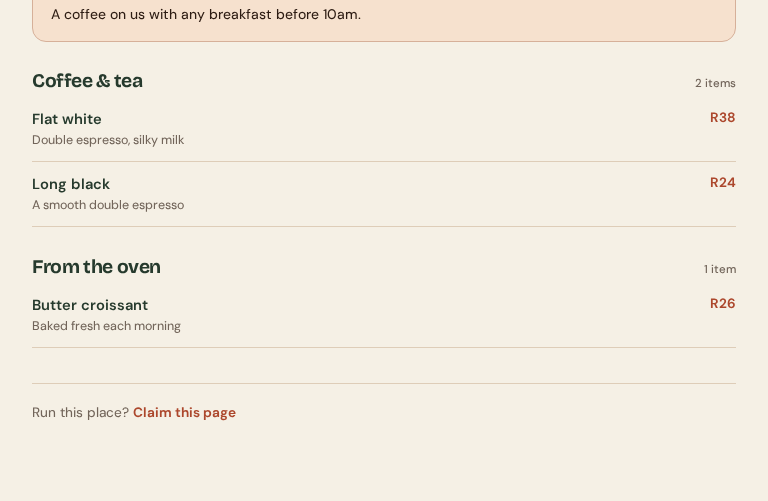 A coffee on us with any breakfast before 10am.
Coffee & tea
2 items
Flat white
R38
Double espresso, silky milk
Long black
R24
A smooth double espresso
From the oven
1 item
Butter croissant
R26
Baked fresh each morning
Run this place? Claim this page